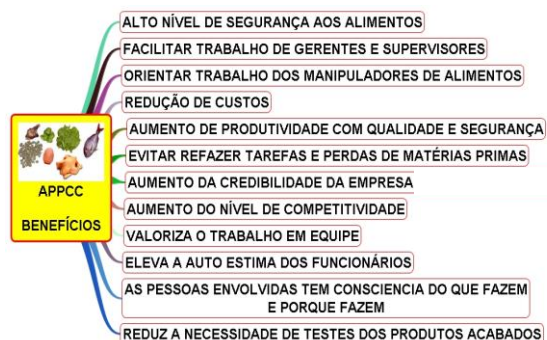 ALTO NÍVEL DE SEGURANÇA AOS ALIMENTOS
FACILITAR TRABALHO DE GERENTES E SUPERVISORES
ORIENTAR TRABALHO DOS MANIPULADORES DE ALIMENTOS
REDUÇÃO DE CUSTOS
AUMENTO DE PRODUTIVIDADE COM QUALIDADE E SEGURANÇA
EVITAR REFAZER TAREFAS E PERDAS DE MATÉRIAS PRIMAS
APPCC
BENEFÍCIOS
AUMENTO DA CREDIBILIDADE DA EMPRESA
AUMENTO DO NÍVEL DE COMPETITIVIDADE
VALORIZA O TRABALHO EM EQUIPE
ELEVA A AUTO ESTIMA DOS FUNCIONÁRIOS
AS PESSOAS ENVOLVIDAS TEM CONSCIENCIA DO QUE FAZEM
E PORQUE FAZEM
REDUZ A NECESSIDADE DE TESTES DOS PRODUTOS ACABADOS